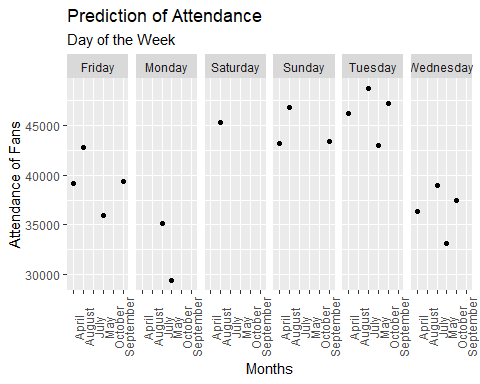 Prediction of Attendance
Day of the Week
Friday Monday Saturday Sunday Tuesday Wednesday
Attendance of Fans
45000
40000
35000
30000
April August July May October September April August July May October September April August July May October September April August July May October September April August July May October September April August July May October September
Months